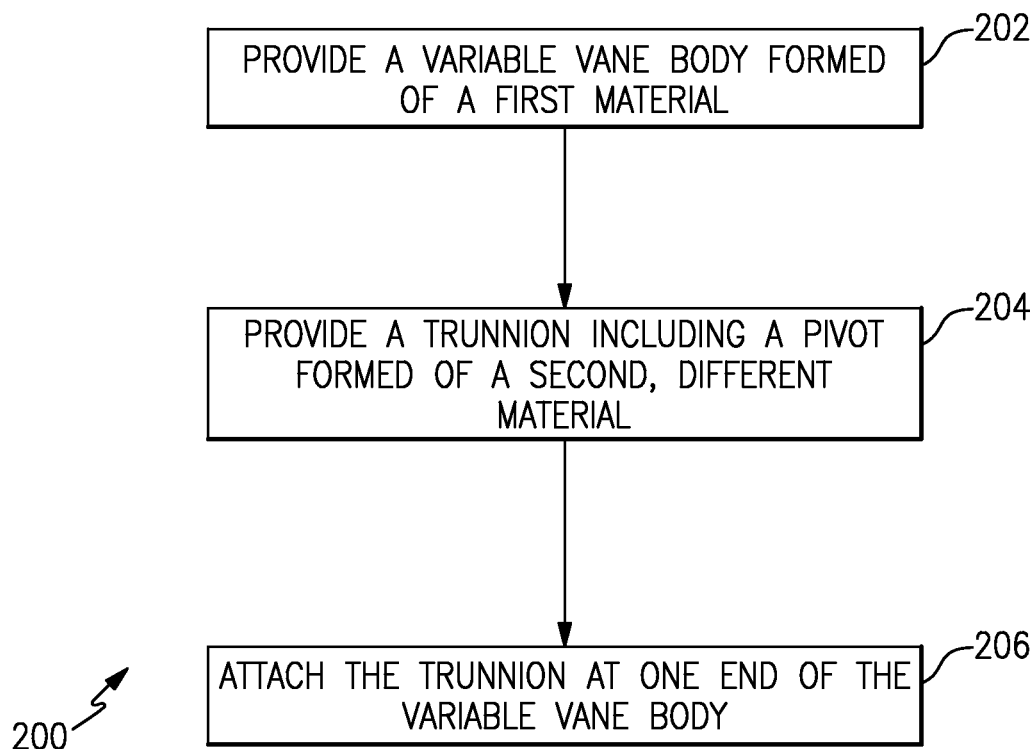 202
PROVIDE A VARIABLE VANE BODY FORMED
OF A FIRST MATERIAL
204
PROVIDE A TRUNNION INCLUDING A PIVOT
FORMED OF A SECOND, DIFFERENT
MATERIAL
206
ATTACH THE TRUNNION AT ONE END OF THE
VARIABLE VANE BODY
200